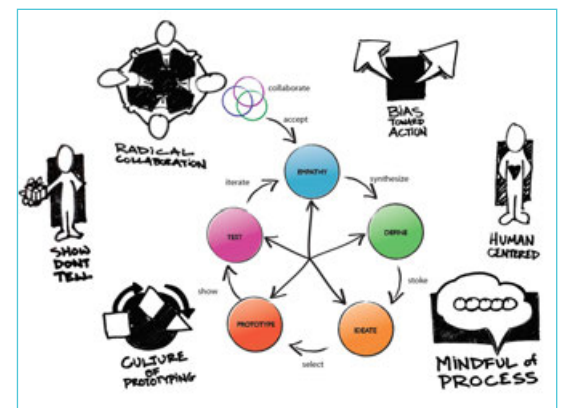 collaborate
accept
RADICAL
COLLABORATION
BIAS
TOWARD
ACTION
EMPATHY
iterate
synthesize
TEST
DEFINE
SHOW
DONT
TELL
HUMAN
CENTERED
show
stoke
PROTOTYPE
IDEATE
select
CULTURE
OF
PROTOTYPING
MINDFUL of
PROCESS